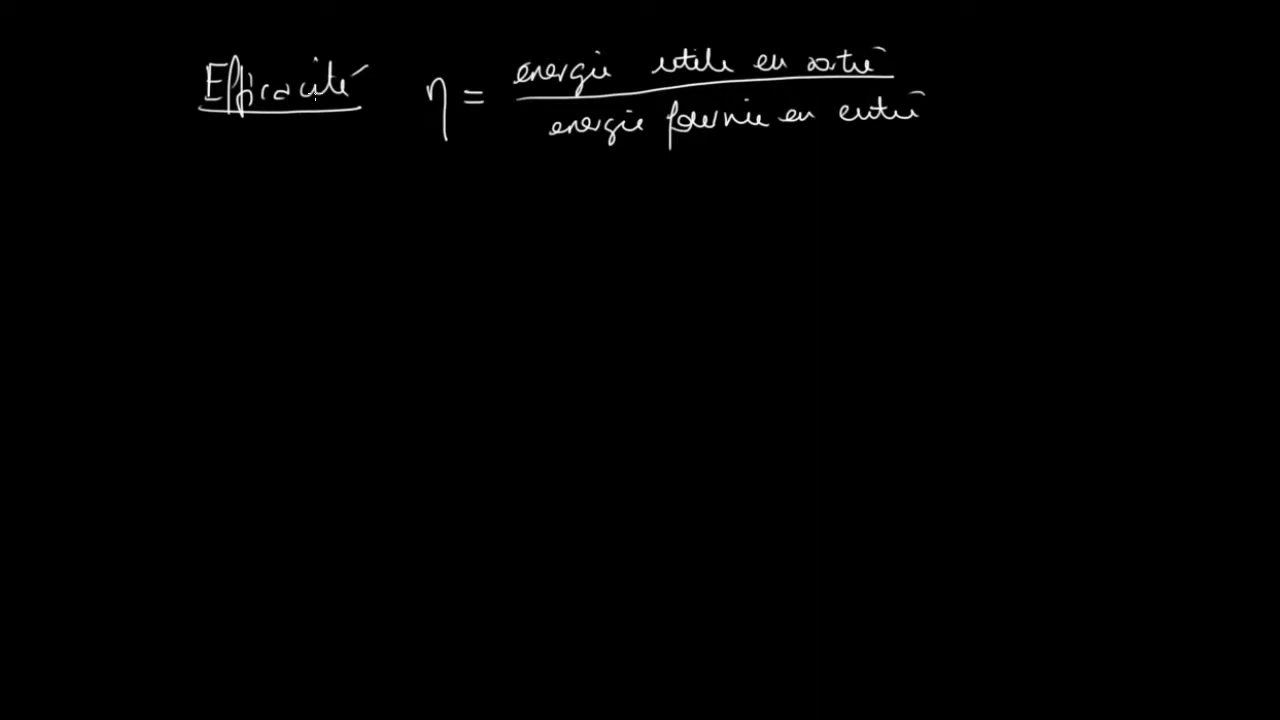 Efficacité
η = energie utile en sortie
energie fournie en entrée